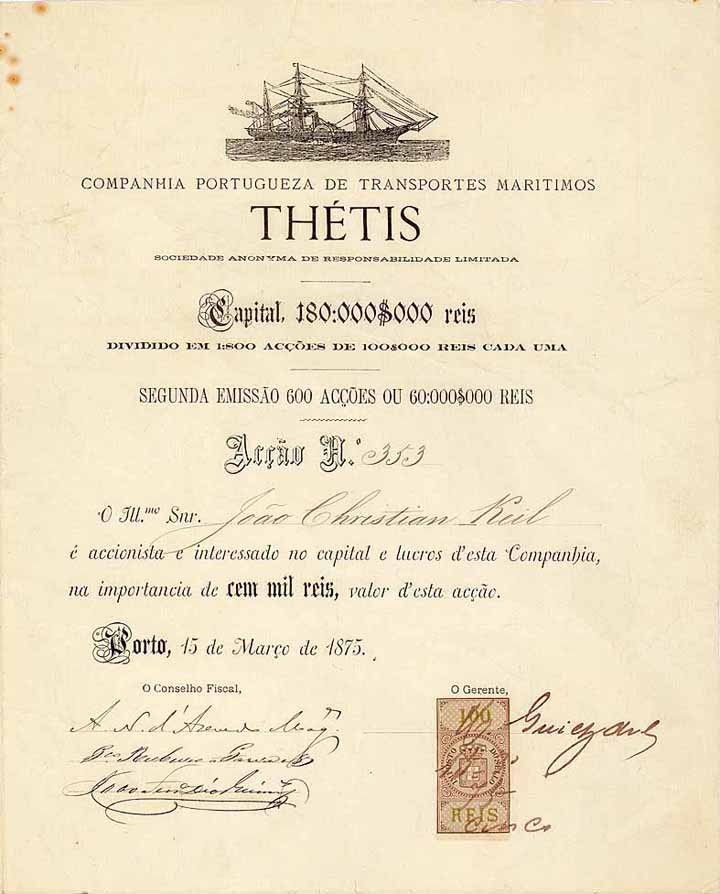 COMPANHIA PORTUGUEZA DE TRANSPORTES MARITIMOS
THÉTIS
SOCIEDADE ANONYMA DE RESPONSABILIDADE LIMITADA
Capital, 180:000$000 reis
DIVIDIDO EM 1:800 ACÇÕES DE 100$000 REIS CADA UMA
SEGUNDA EMISSÃO 600 ACÇÕES OU 60:000$000 REIS
Acção N.º 353
O Ill.mo Snr. João Christian Keil
é accionista e interessado no capital e lucros d'esta Companhia,
na importancia de cem mil reis, valor d'esta acção.
Porto, 15 de Março de 1875.
O Conselho Fiscal,
O Gerente,
100
IMPOSTO DO SELLO
REIS